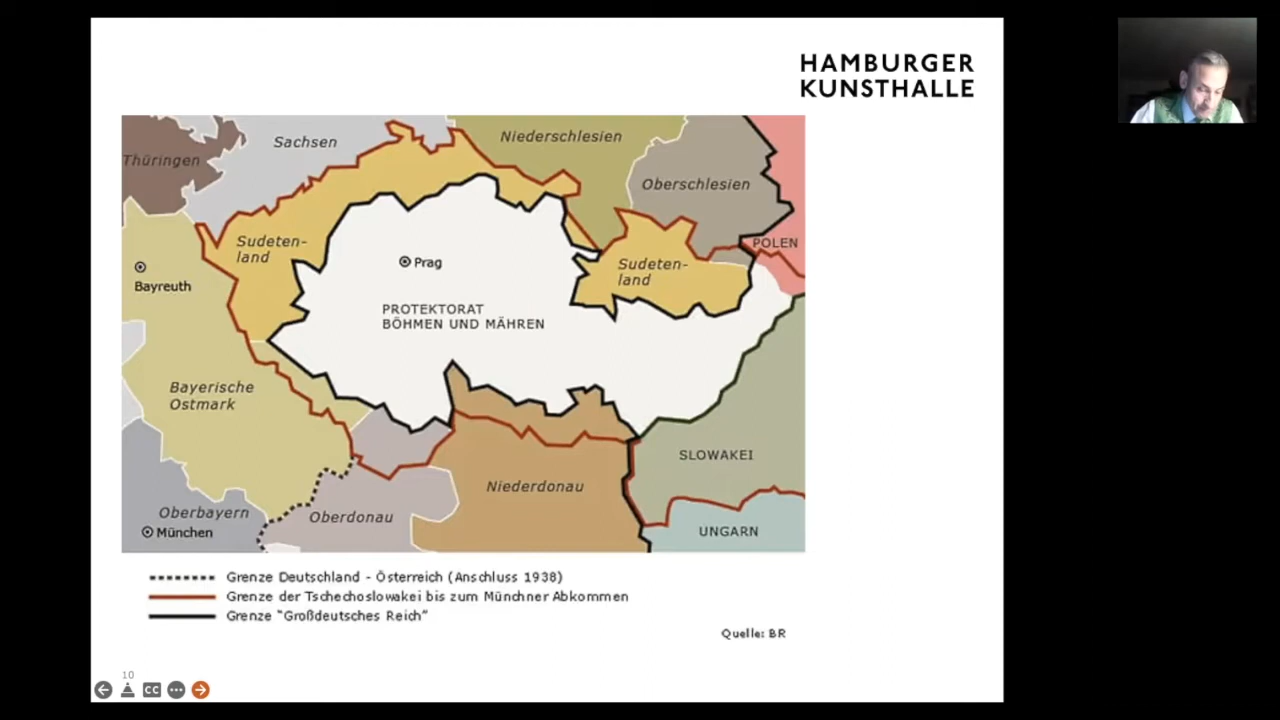 HAMBURGER
KUNSTHALLE
Thüringen
Sachsen
Niederschlesien
Oberschlesien
POLEN
Sudeten-
land
Sudeten-
land
Prag
Bayreuth
PROTEKTORAT
BÖHMEN UND MÄHREN
Bayerische
Ostmark
SLOWAKEI
Niederdonau
Oberbayern
München
Oberdonau
UNGARN
Grenze Deutschland - Österreich (Anschluss 1938)
Grenze der Tschechoslowakei bis zum Münchner Abkommen
Grenze "Großdeutsches Reich"
Quelle: BR
10
CC